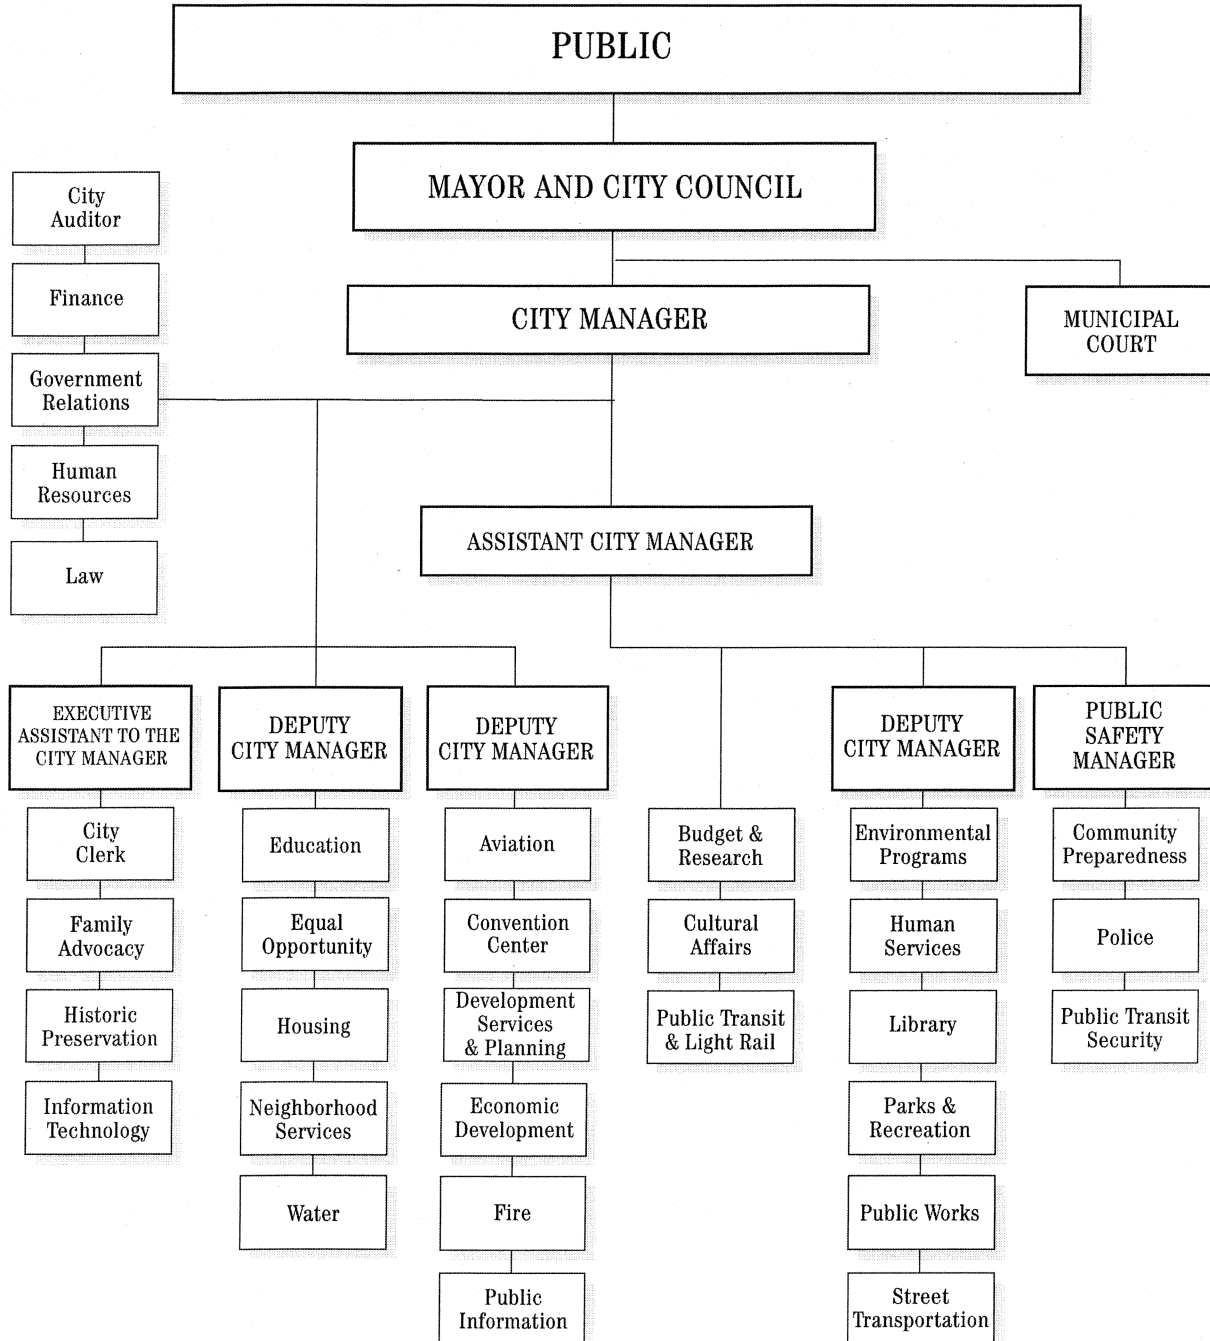 PUBLIC
MAYOR AND CITY COUNCIL
City
Auditor
Finance
Government
Relations
Human
Resources
Law
CITY MANAGER
MUNICIPAL
COURT
ASSISTANT CITY MANAGER
EXECUTIVE
ASSISTANT TO THE
CITY MANAGER
City
Clerk
Family
Advocacy
Historic
Preservation
Information
Technology
DEPUTY
CITY MANAGER
Education
Equal
Opportunity
Housing
Neighborhood
Services
Water
DEPUTY
CITY MANAGER
Aviation
Convention
Center
Development
Services
& Planning
Economic
Development
Fire
Public
Information
Budget &
Research
Cultural
Affairs
Public Transit
& Light Rail
DEPUTY
CITY MANAGER
Environmental
Programs
Human
Services
Library
Parks &
Recreation
Public Works
Street
Transportation
PUBLIC
SAFETY
MANAGER
Community
Preparedness
Police
Public Transit
Security